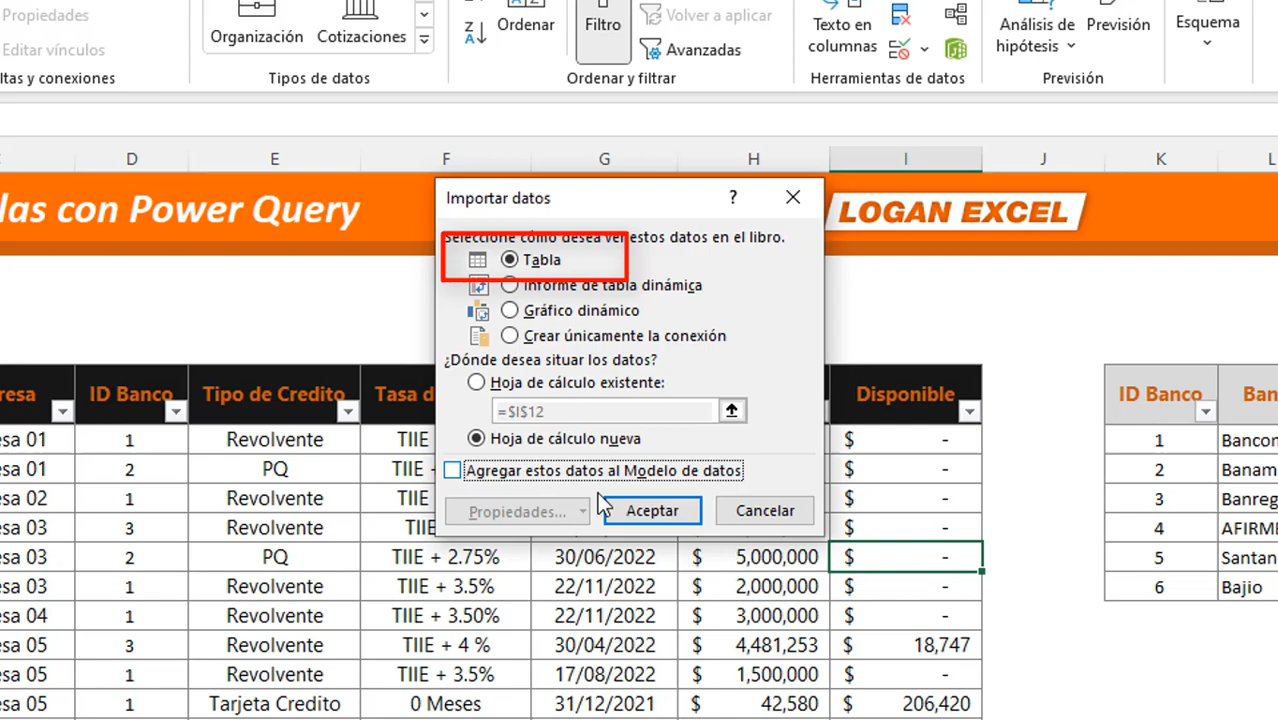 Propiedades
Editar vínculos
Organización
Cotizaciones
Ordenar
Filtro
Volver a aplicar
Avanzadas
Texto en
columnas
Análisis de
hipótesis
Previsión
Esquema
ltas y conexiones
Tipos de datos
Ordenar y filtrar
Herramientas de datos
Previsión
D E F G H I J K L
las con Power Query
LOGAN EXCEL
Importar datos ? ×
Seleccione cómo desea ver estos datos en el libro.
Tabla
Informe de tabla dinámica
Gráfico dinámico
Crear únicamente la conexión
¿Dónde desea situar los datos?
Hoja de cálculo existente:
=$I$12
Hoja de cálculo nueva
Agregar estos datos al Modelo de datos
Propiedades...
Aceptar
Cancelar
resa ID Banco Tipo de Credito Tasa d Disponible
esa 01 1 Revolvente TIIE $ -
esa 01 2 PQ TIIE + $ -
esa 02 1 Revolvente TIIE + $ -
esa 03 3 Revolvente TIIE $ -
esa 03 2 PQ TIIE + 2.75% 30/06/2022 $ 5,000,000 $ -
esa 03 1 Revolvente TIIE + 3.5% 22/11/2022 $ 2,000,000 $ -
esa 04 1 Revolvente TIIE + 3.50% 22/11/2022 $ 3,000,000 $ -
esa 05 3 Revolvente TIIE + 4 % 30/04/2022 $ 4,481,253 $ 18,747
esa 05 1 Revolvente TIIE + 3.5% 17/08/2022 $ 1,500,000 $ -
esa 05 1 Tarjeta Credito 0 Meses 31/12/2021 $ 42,580 $ 206,420
ID Banco Ban
1 Bancon
2 Banam
3 Banreg
4 AFIRME
5 Santan
6 Bajio